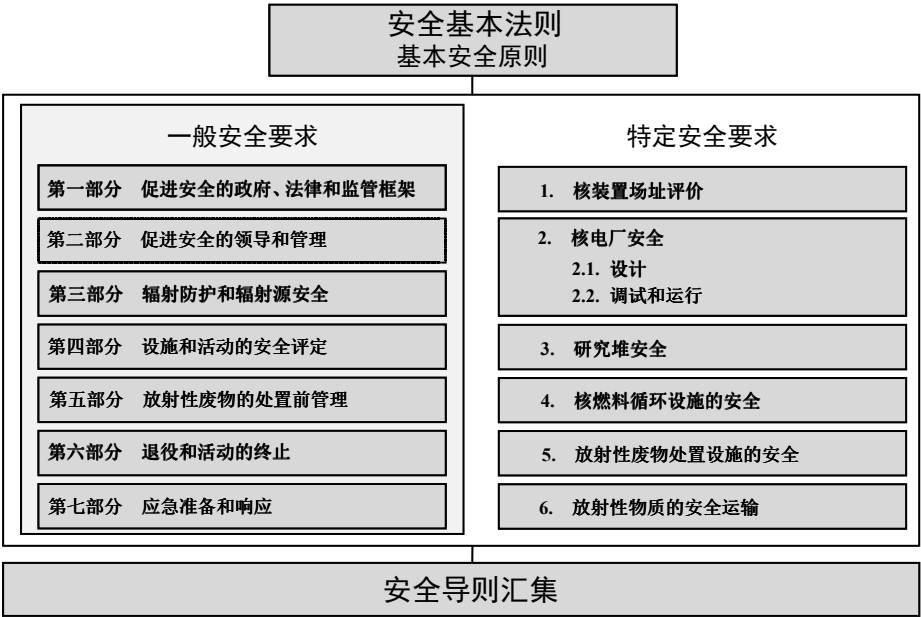 安全基本法则
基本安全原则
一般安全要求
第一部分 促进安全的政府、法律和监管框架
第二部分 促进安全的领导和管理
第三部分 辐射防护和辐射源安全
第四部分 设施和活动的安全评定
第五部分 放射性废物的处置前管理
第六部分 退役和活动的终止
第七部分 应急准备和响应
特定安全要求
1. 核装置场址评价
2. 核电厂安全
2.1. 设计
2.2. 调试和运行
3. 研究堆安全
4. 核燃料循环设施的安全
5. 放射性废物处置设施的安全
6. 放射性物质的安全运输
安全导则汇集